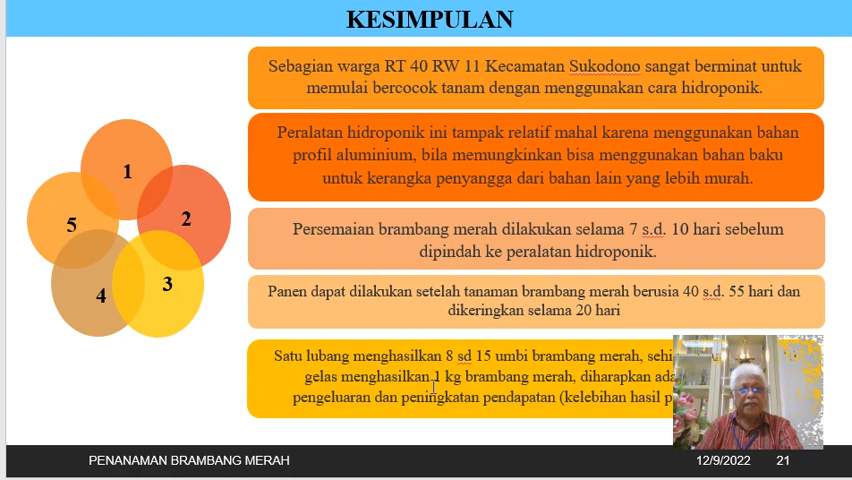 KESIMPULAN
Sebagian warga RT 40 RW 11 Kecamatan Sukodono sangat berminat untuk
memulai bercocok tanam dengan menggunakan cara hidroponik.
Peralatan hidroponik ini tampak relatif mahal karena menggunakan bahan
profil aluminium, bila memungkinkan bisa menggunakan bahan baku
untuk kerangka penyangga dari bahan lain yang lebih murah.
Persemaian brambang merah dilakukan selama 7 s.d. 10 hari sebelum
dipindah ke peralatan hidroponik.
Panen dapat dilakukan setelah tanaman brambang merah berusia 40 s.d. 55 hari dan
dikeringkan selama 20 hari
Satu lubang menghasilkan 8 sd 15 umbi brambang merah,
gelas menghasilkan 1 kg brambang merah, diharapkan
pengeluaran dan peningkatan pendapatan (kelebihan hasil
1
2
3
4
5
PENANAMAN BRAMBANG MERAH
12/9/2022
21